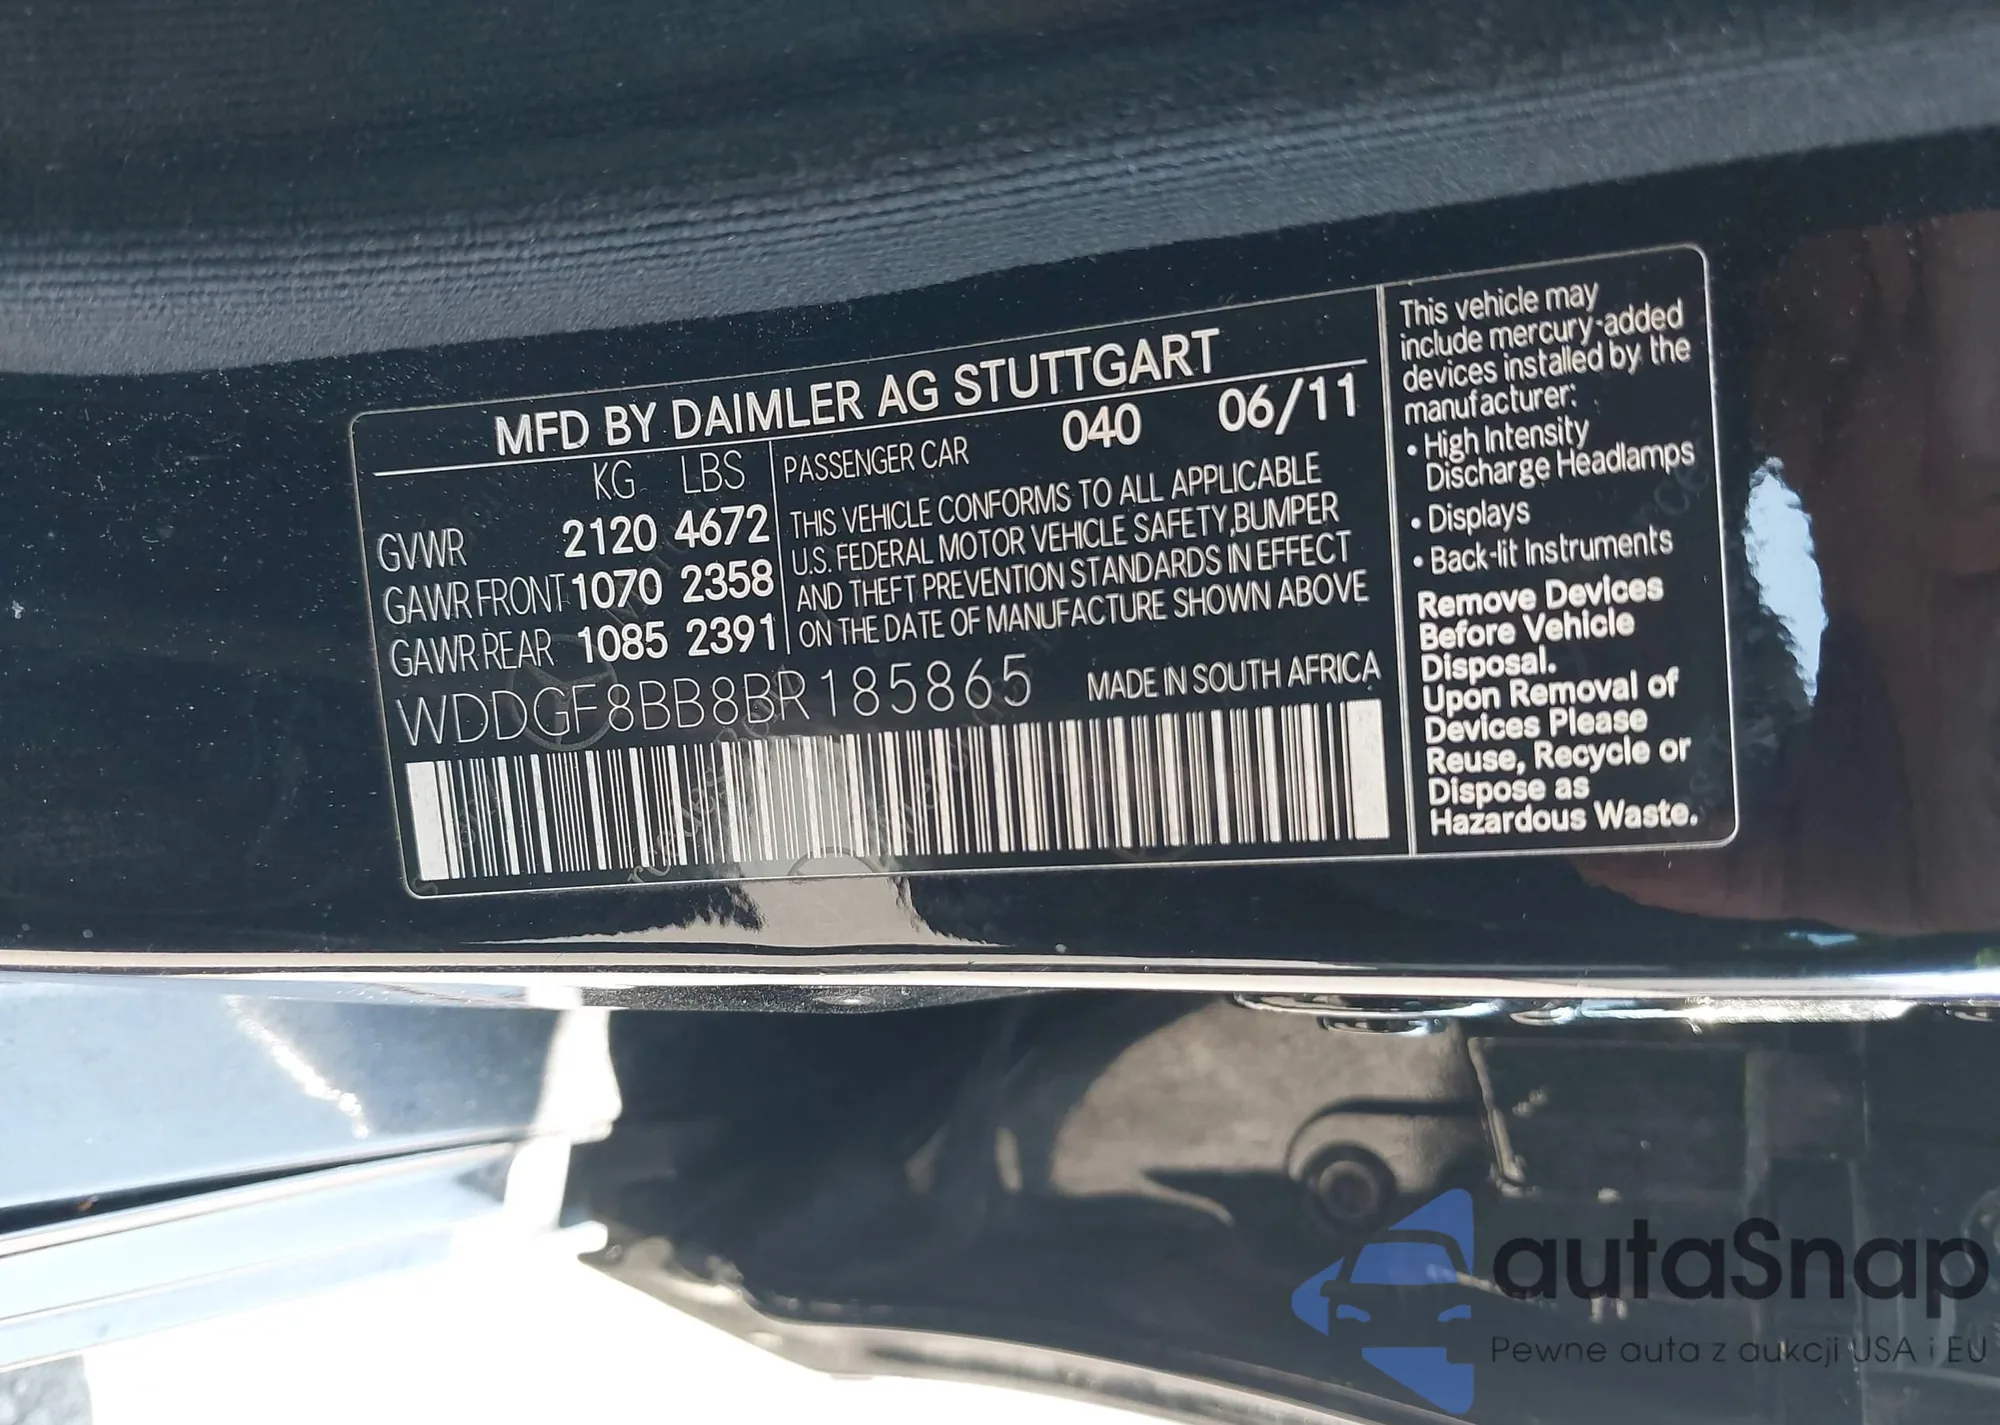 MFD BY DAIMLER AG STUTTGART
KG LBS
GVWR 2120 4672
GAWR FRONT 1070 2358
GAWR REAR 1085 2391
PASSENGER CAR 040 06/11
THIS VEHICLE CONFORMS TO ALL APPLICABLE
U.S. FEDERAL MOTOR VEHICLE SAFETY,BUMPER
AND THEFT PREVENTION STANDARDS IN EFFECT
ON THE DATE OF MANUFACTURE SHOWN ABOVE
WDDGF8BB8BR185865 MADE IN SOUTH AFRICA
This vehicle may
include mercury-added
devices installed by the
manufacturer:
• High Intensity
Discharge Headlamps
• Displays
• Back-lit Instruments
Remove Devices
Before Vehicle
Disposal.
Upon Removal of
Devices Please
Reuse, Recycle or
Dispose as
Hazardous Waste.
autaSnap
Pewne auta z aukcji USA i EU